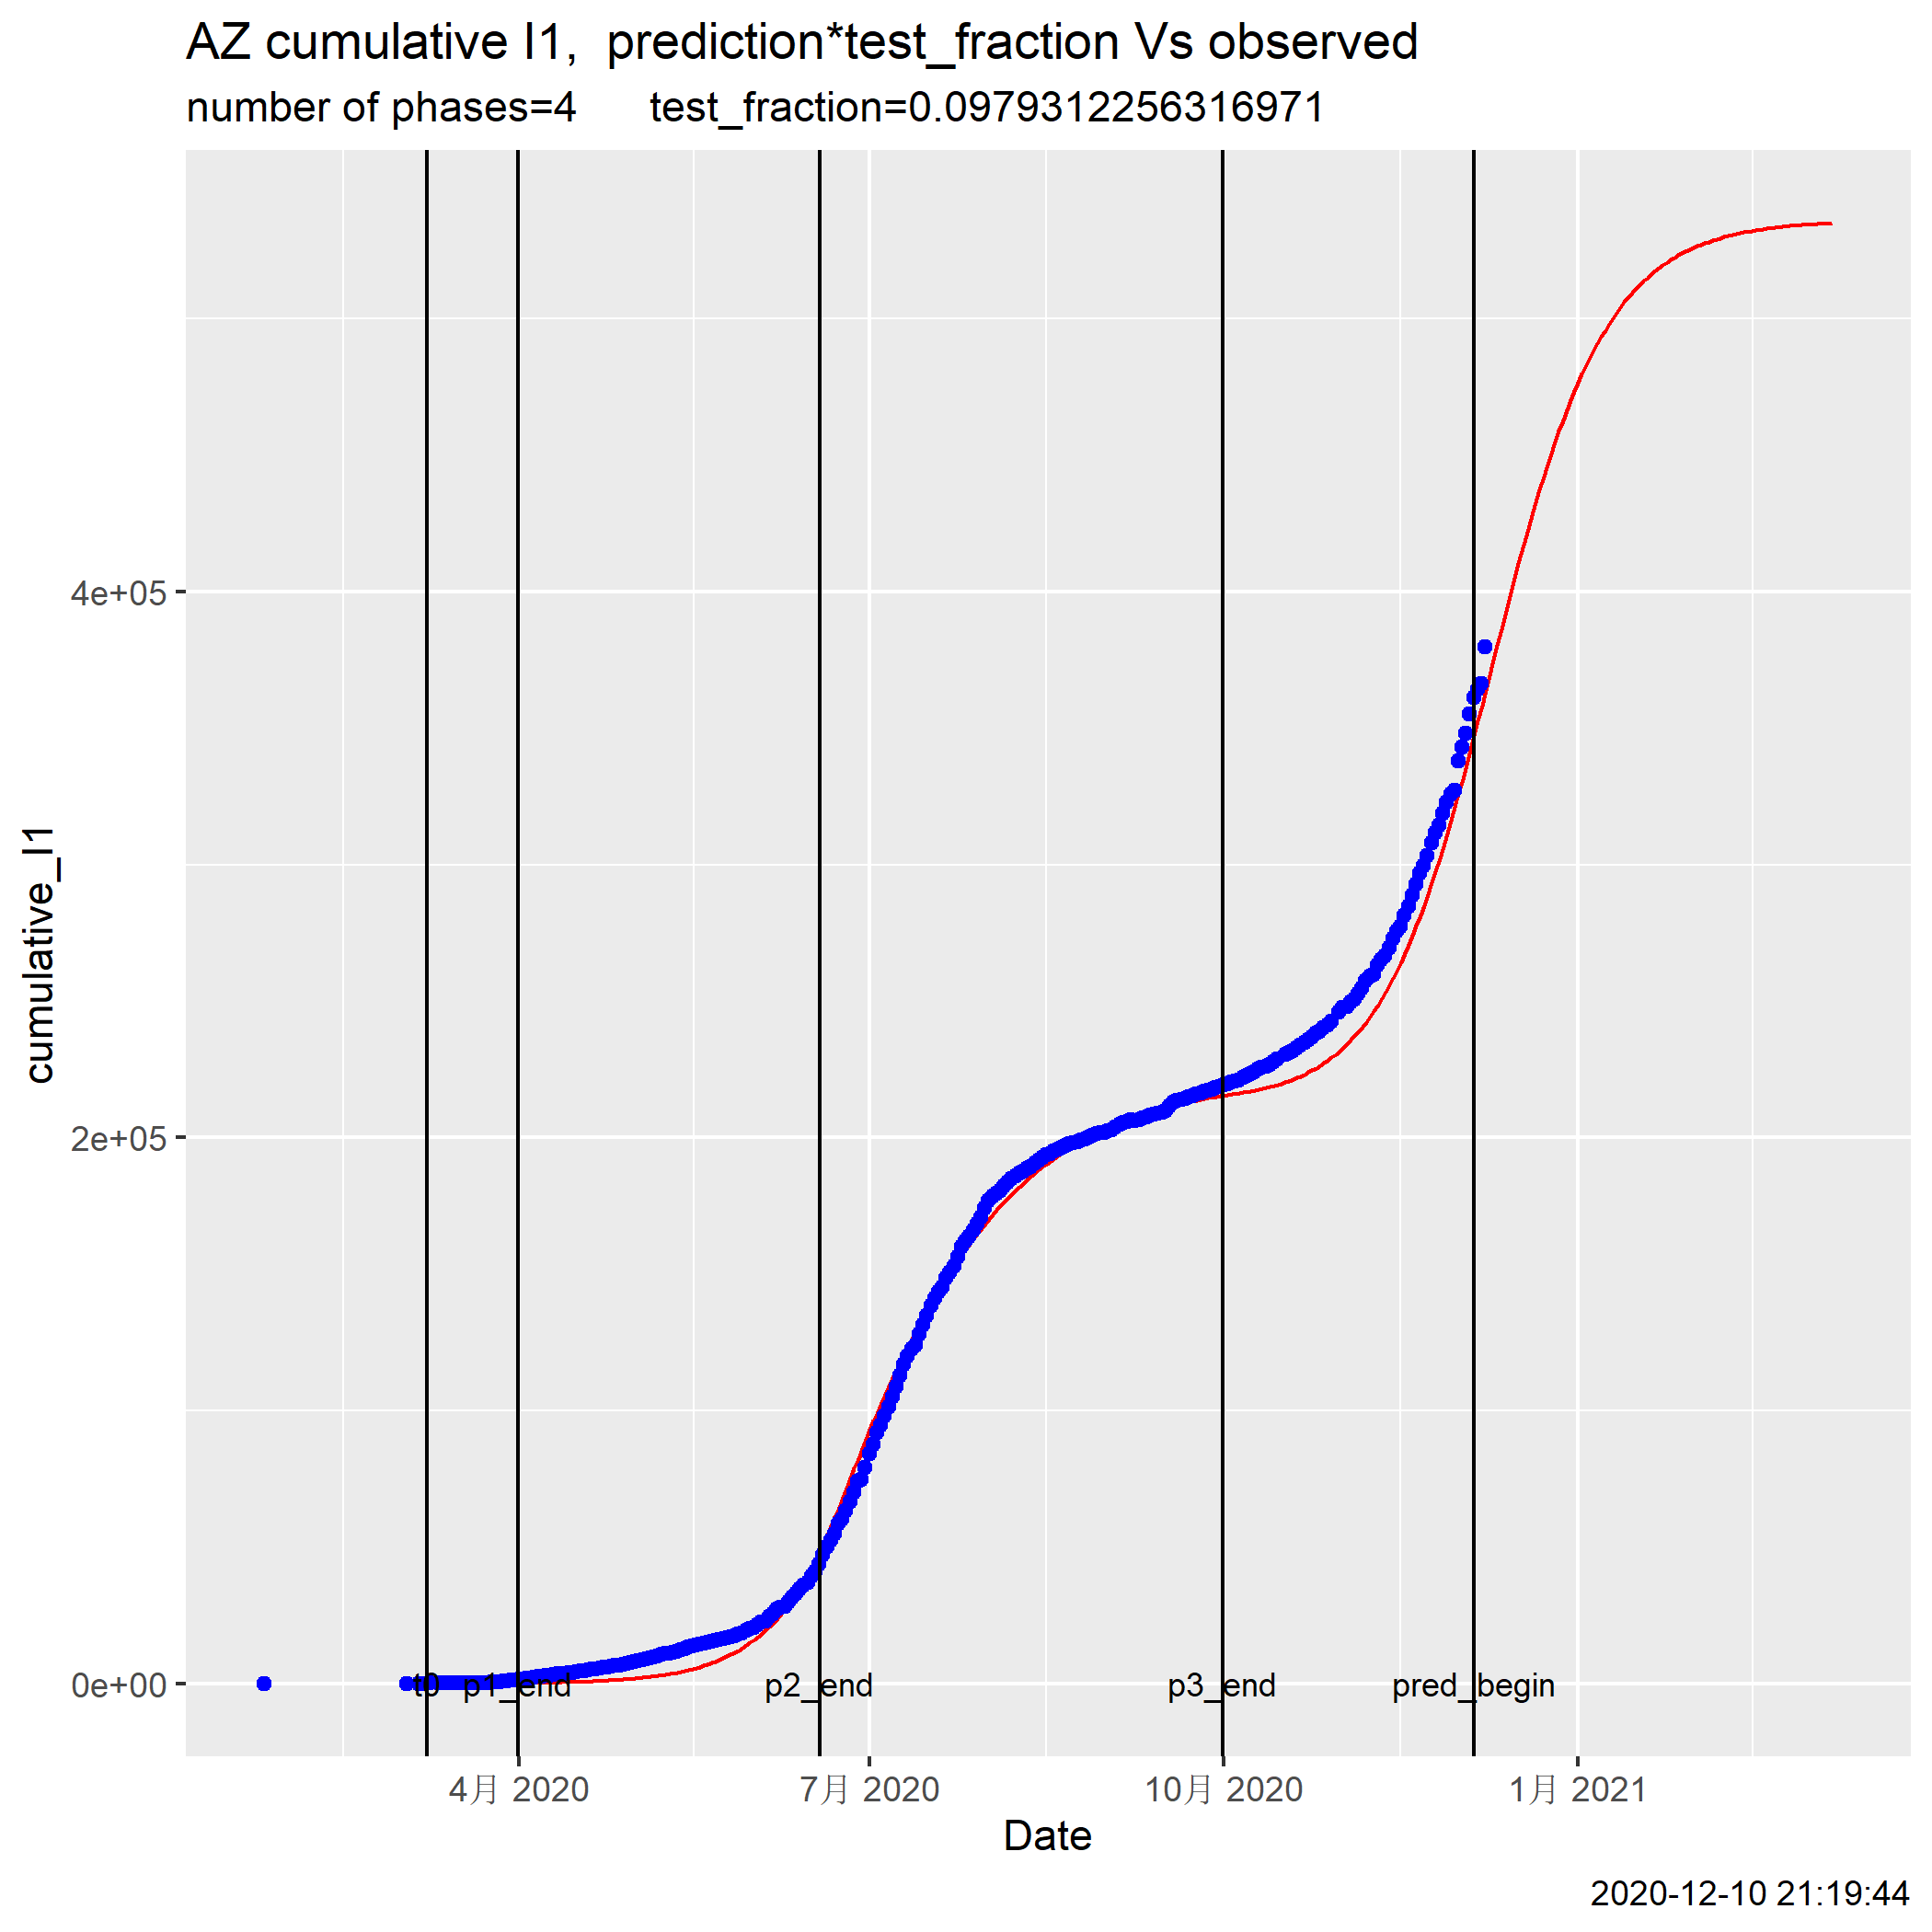 AZ cumulative I1,  prediction*test_fraction Vs observed
number of phases=4      test_fraction=0.0979312256316971
cumulative_I1
4e+05
2e+05
0e+00
t0 p1_end p2_end p3_end pred_begin
4月 2020 7月 2020 10月 2020 1月 2021
Date
2020-12-10 21:19:44